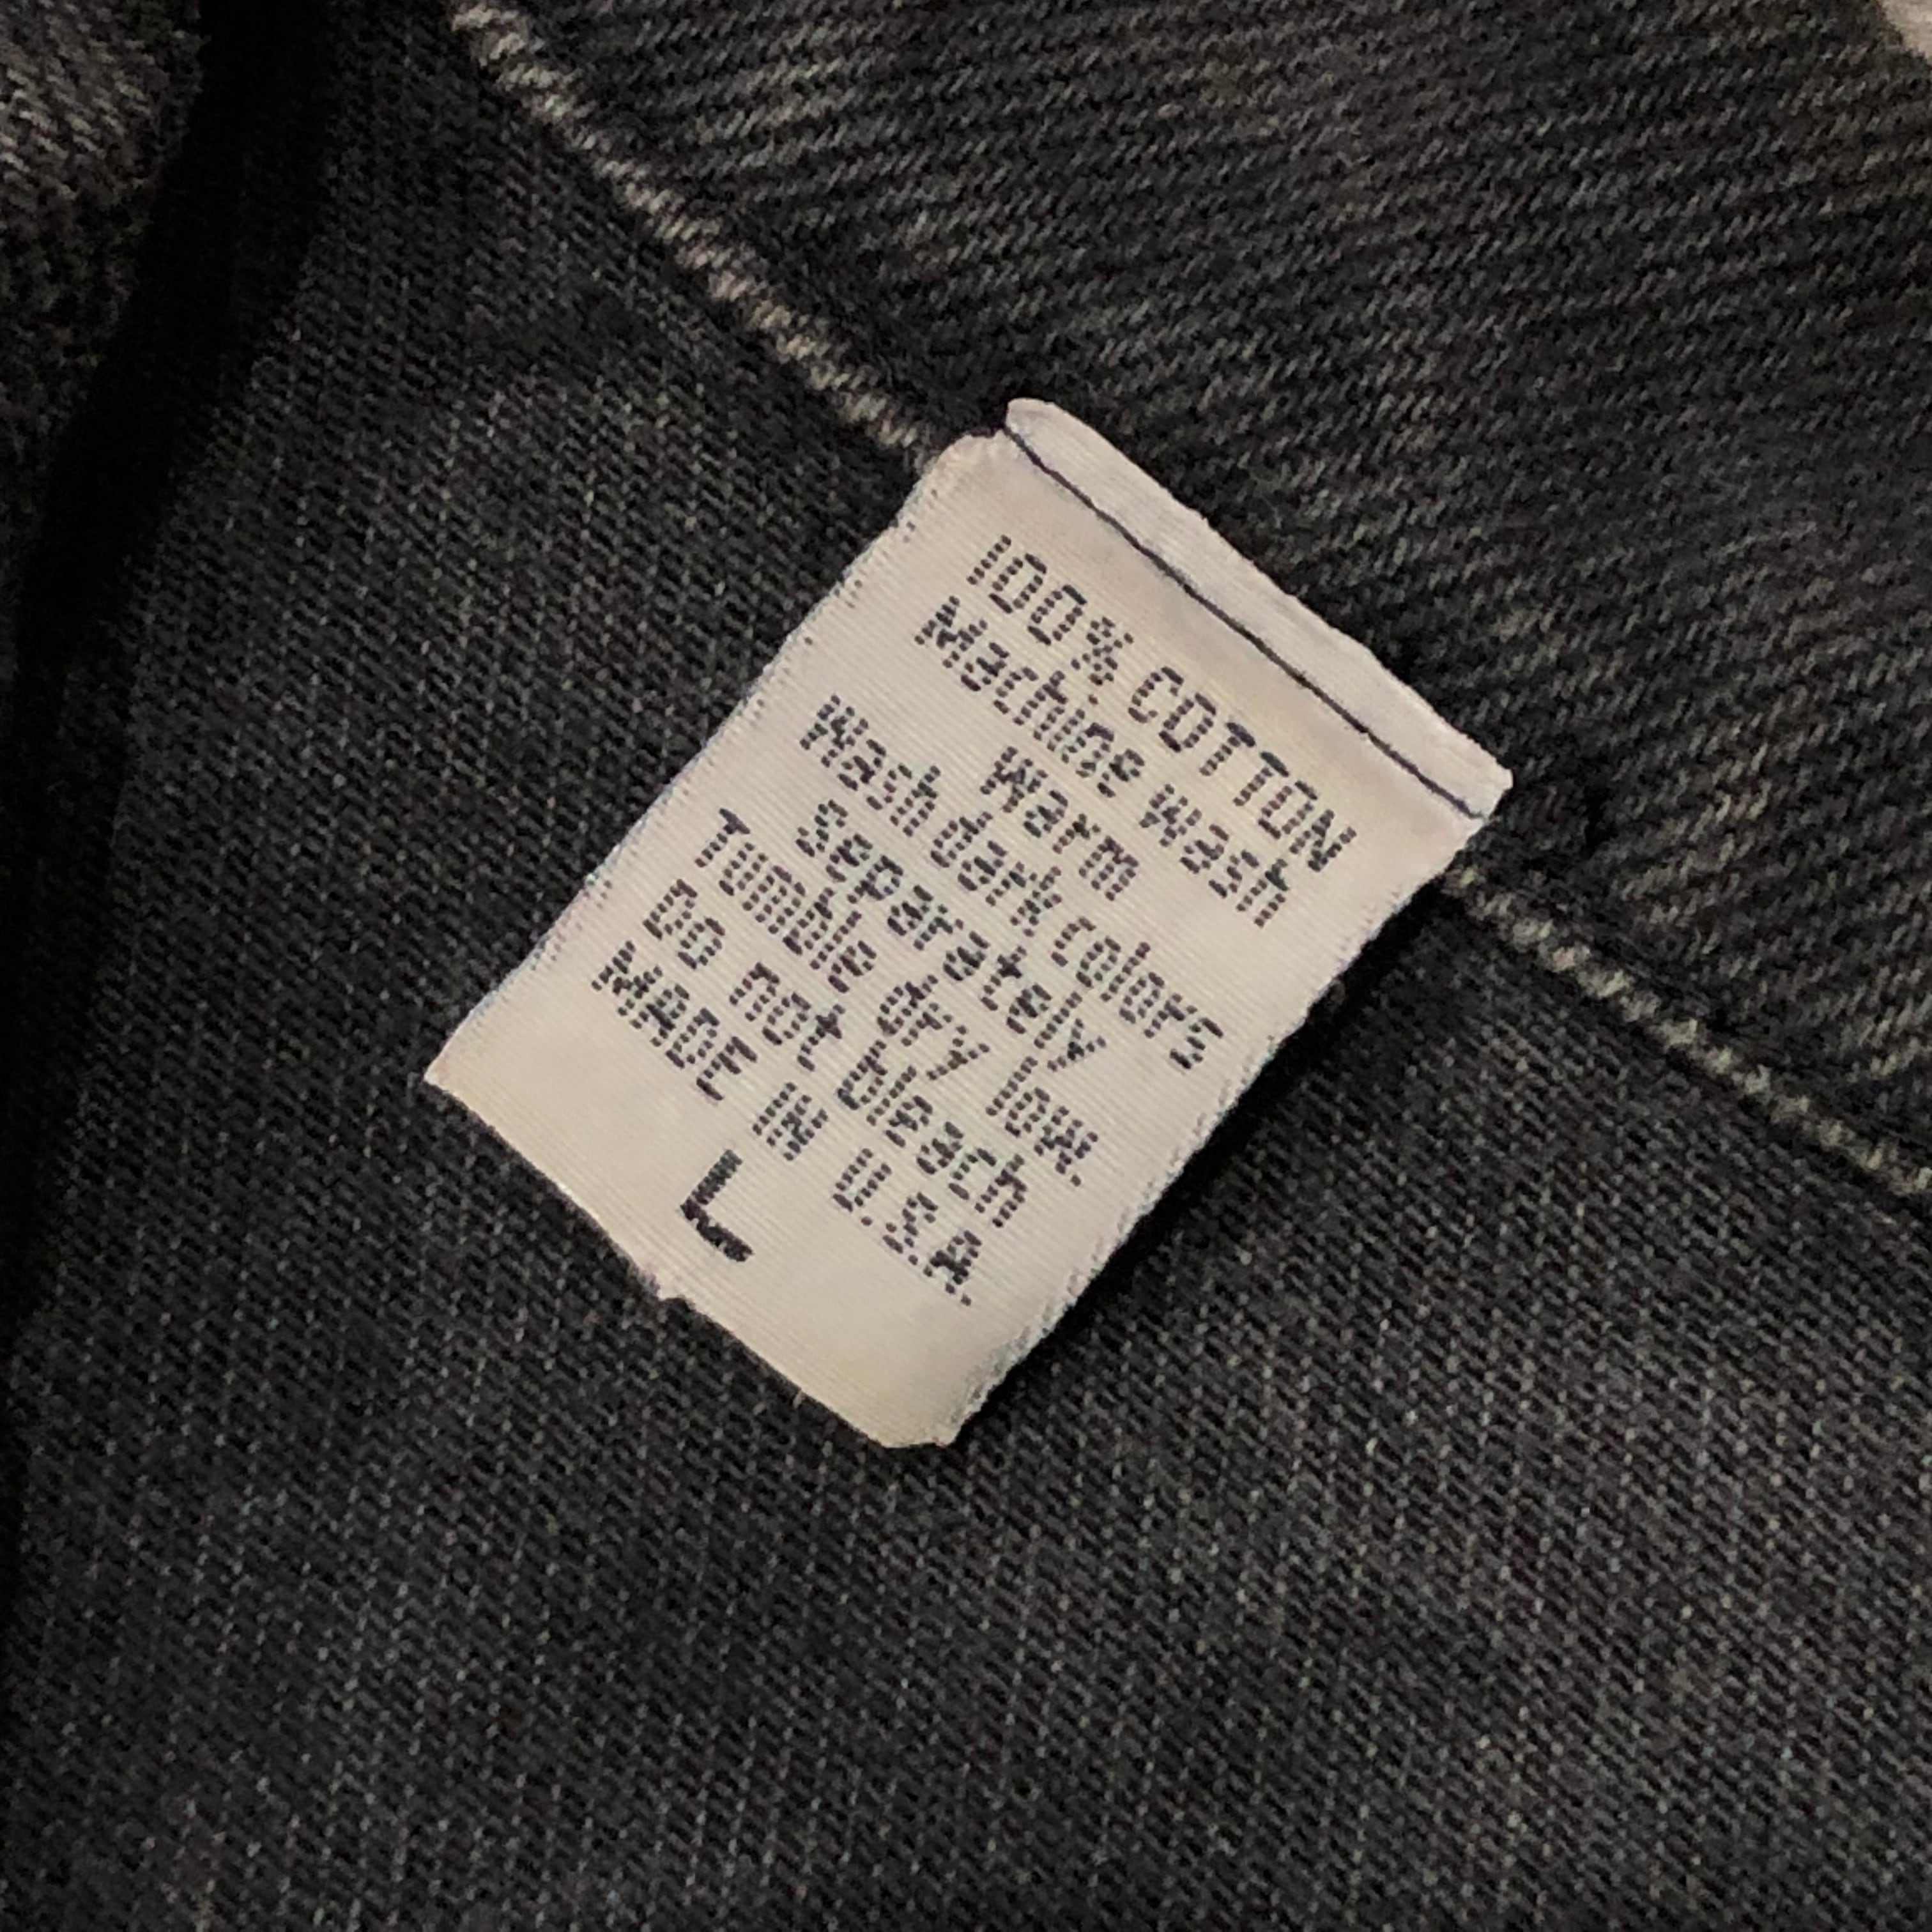 100% COTTON
Machine wash
warm
Wash dark colors
separately
Tumble dry low.
Do not bleach
MADE IN U.S.A.
L